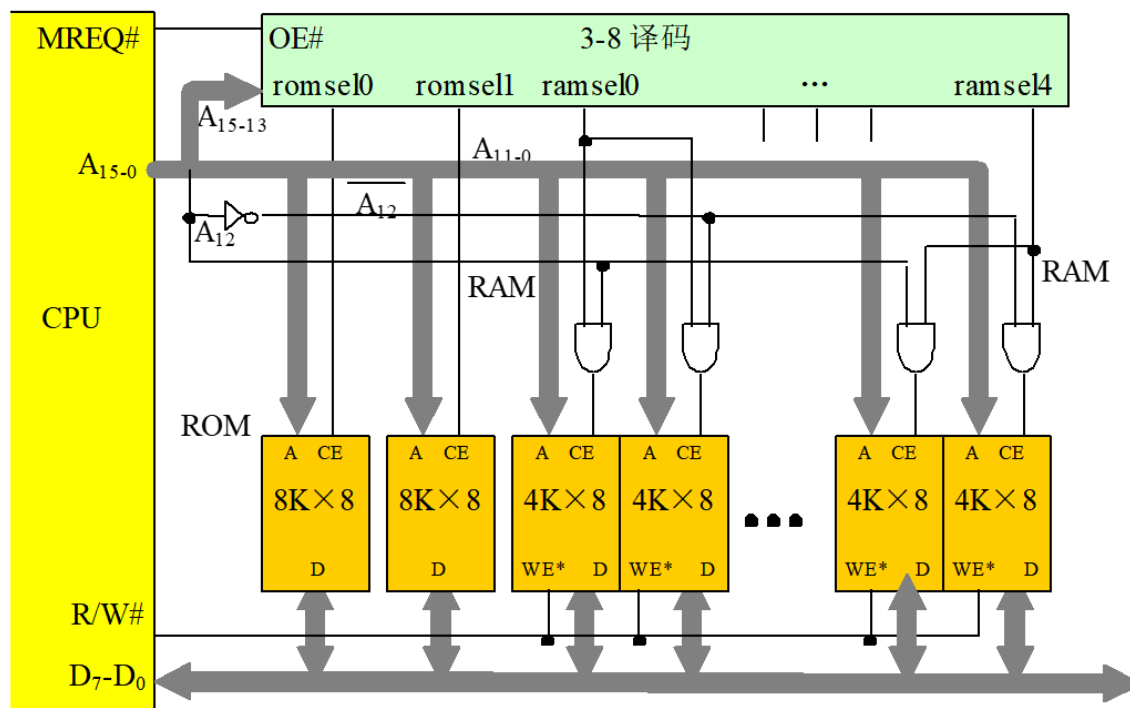 MREQ#
OE#
3-8 译码
romsel0
romsel1
ramsel0
...
ramsel4
A15-13
A15-0
A11-0
A12
A12
RAM
RAM
CPU
ROM
A CE
A CE
A CE
A CE
A CE
A CE
8K×8
8K×8
4K×8
4K×8
4K×8
4K×8
D
D
WE* D
WE* D
WE* D
WE* D
R/W#
D7-D0